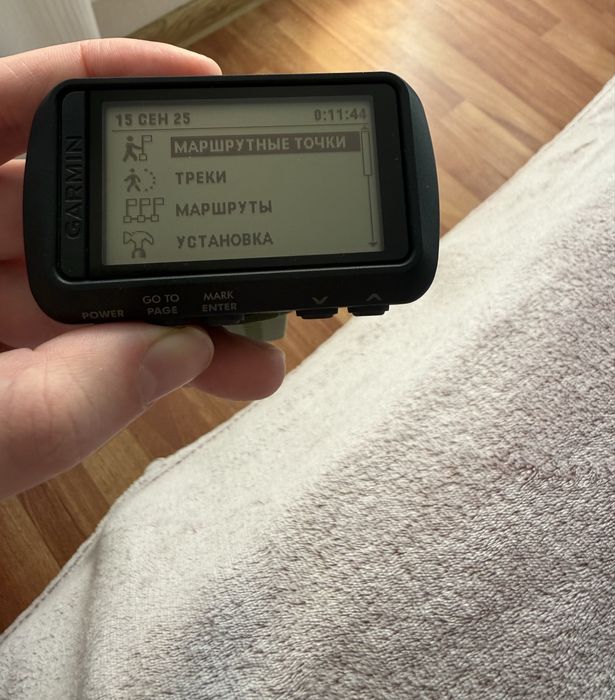 15 СЕН 25 0:11:44
МАРШРУТНЫЕ ТОЧКИ
ТРЕКИ
МАРШРУТЫ
УСТАНОВКА
GARMIN
POWER
GO TO
PAGE
MARK
ENTER